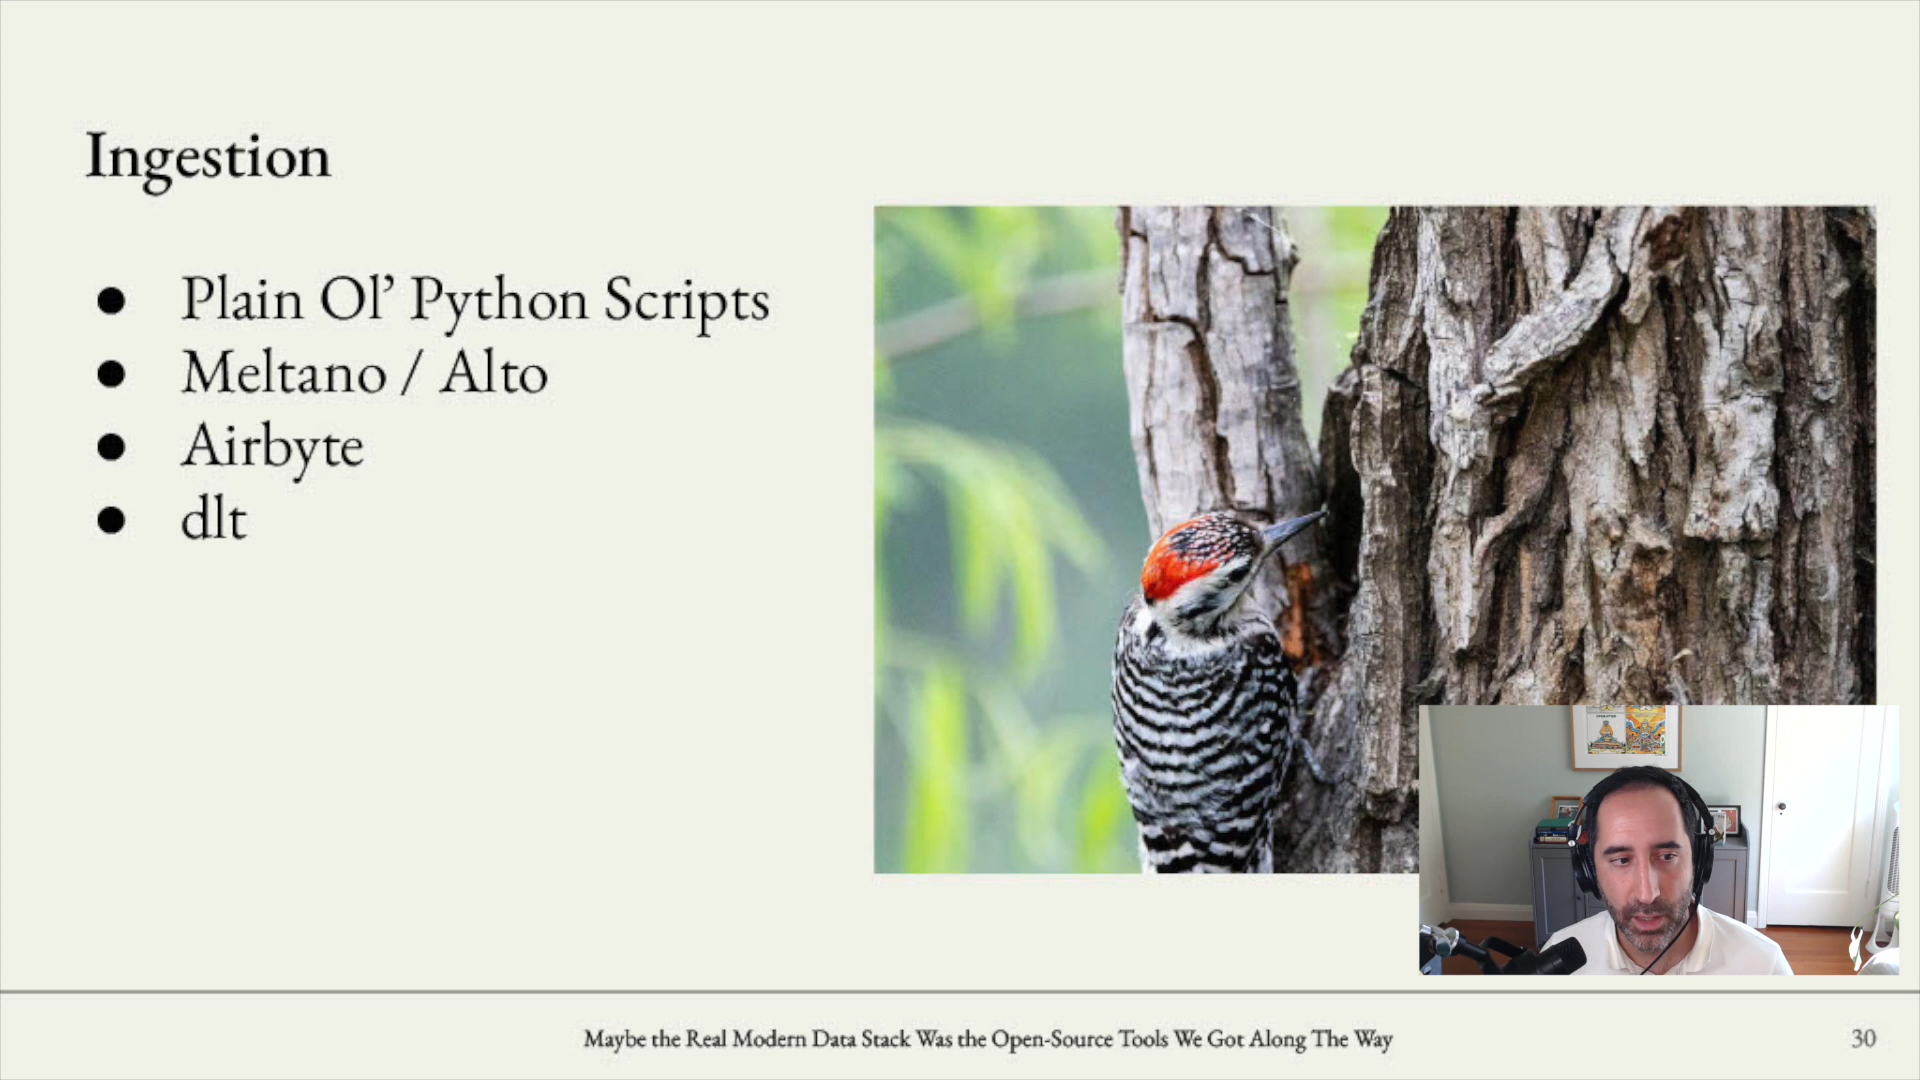 Ingestion
● Plain Ol’ Python Scripts
● Meltano / Alto
● Airbyte
● dlt
Maybe the Real Modern Data Stack Was the Open-Source Tools We Got Along The Way
30